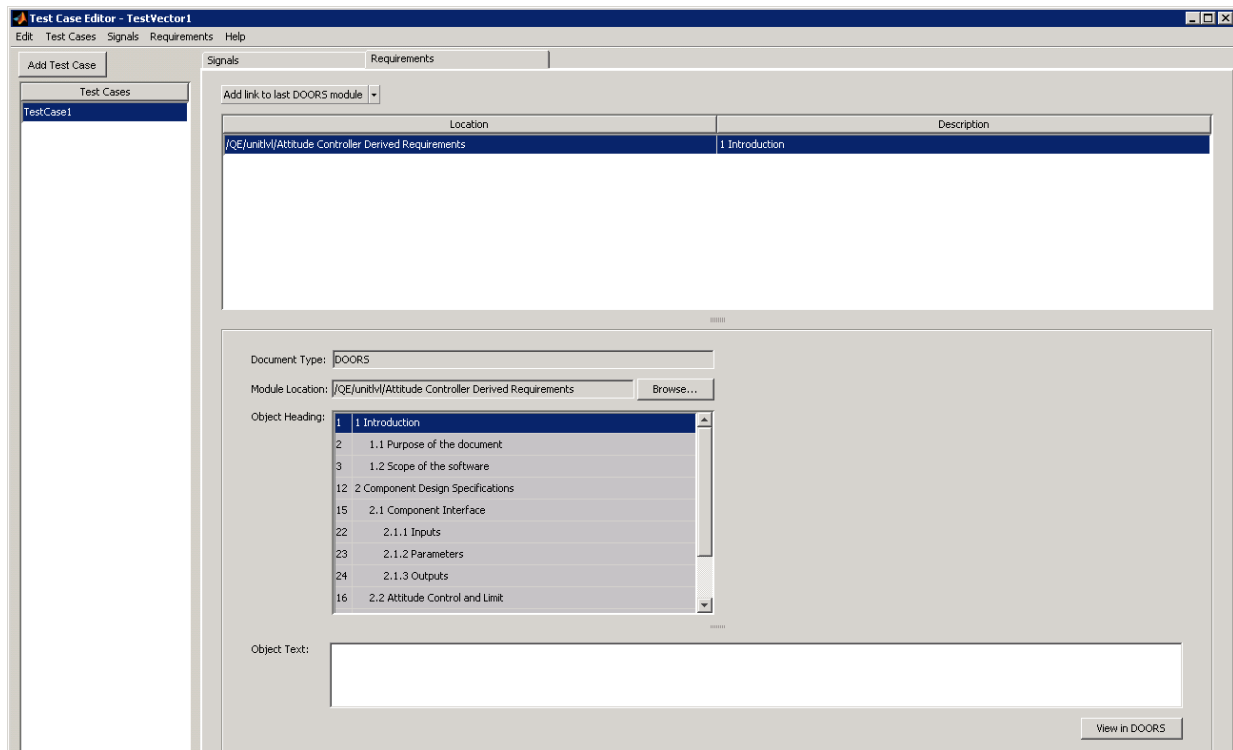 Test Case Editor - TestVector1
Edit Test Cases Signals Requirements Help
Add Test Case
Signals
Requirements
Test Cases
TestCase1
Add link to last DOORS module
Location
Description
/QE/unitlvl/Attitude Controller Derived Requirements
1 Introduction
Document Type:
DOORS
Module Location:
/QE/unitlvl/Attitude Controller Derived Requirements
Browse...
Object Heading:
1 1 Introduction
2 1.1 Purpose of the document
3 1.2 Scope of the software
12 2 Component Design Specifications
15 2.1 Component Interface
22 2.1.1 Inputs
23 2.1.2 Parameters
24 2.1.3 Outputs
16 2.2 Attitude Control and Limit
Object Text:
View in DOORS